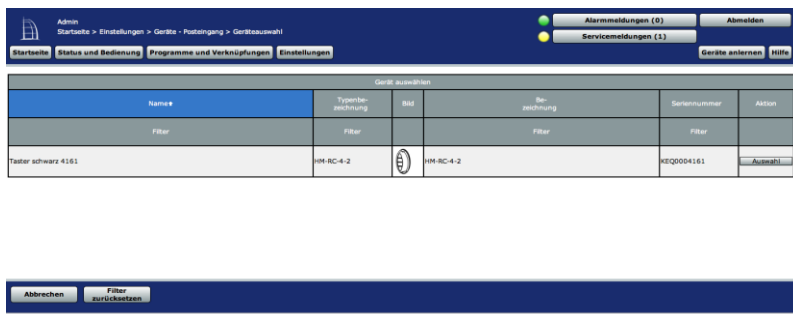 Admin
Alarmmeldungen (0)
Abmelden
Startseite > Einstellungen > Geräte - Posteingang > Geräteauswahl
Servicemeldungen (1)
Startseite Status und Bedienung Programme und Verknüpfungen Einstellungen
Geräte anlernen Hilfe
Gerät auswählen
Name Typenbe-
zeichnung Bild Be-
zeichnung Seriennummer Aktion
Filter Filter Filter Filter
Taster schwarz 4161 HM-RC-4-2 HM-RC-4-2 KEQ0004161 Auswahl
Abbrechen Filter
zurücksetzen